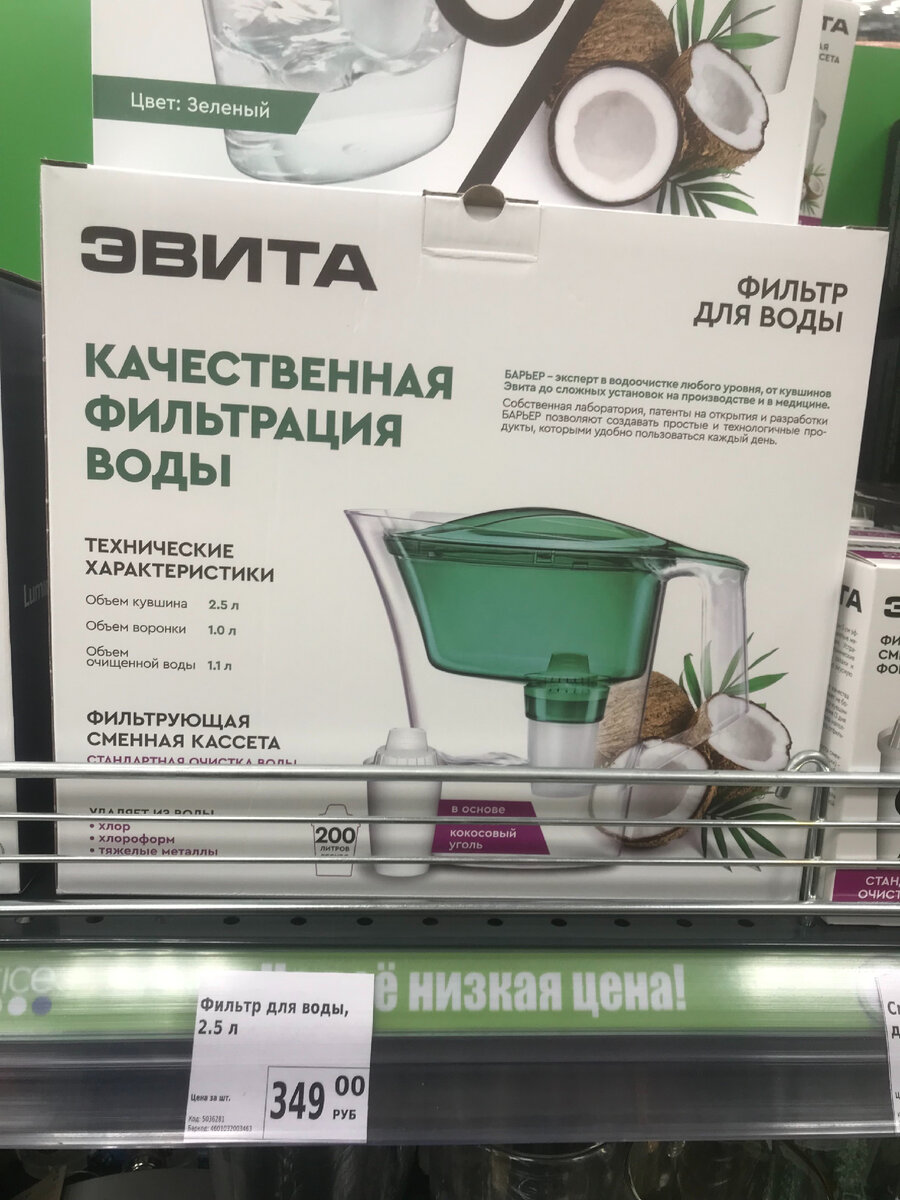 Цвет: Зеленый
ЭВИТА
ФИЛЬТР
ДЛЯ ВОДЫ
КАЧЕСТВЕННАЯ
ФИЛЬТРАЦИЯ
ВОДЫ
БАРЬЕР – эксперт в водоочистке любого уровня, от кувшинов
Эвита до сложных установок на производстве и в медицине.
Собственная лаборатория, патенты на открытия и разработки
БАРЬЕР позволяют создавать простые и технологичные про-
дукты, которыми удобно пользоваться каждый день.
ТЕХНИЧЕСКИЕ
ХАРАКТЕРИСТИКИ
Объем кувшина 2.5 л
Объем воронки 1.0 л
Объем
очищенной воды 1.1 л
ФИЛЬТРУЮЩАЯ
СМЕННАЯ КАССЕТА
СТАНДАРТНАЯ ОЧИСТКА ВОДЫ
УДАЛЯЕТ ИЗ ВОДЫ
• хлор
• хлороформ
• тяжелые металлы
200
ЛИТРОВ
в основе
кокосовый
уголь
ё низкая цена!
Фильтр для воды,
2.5 л
Цена за шт.
349 00
РУБ
Код: 5036281
Баркод: 4601032003463